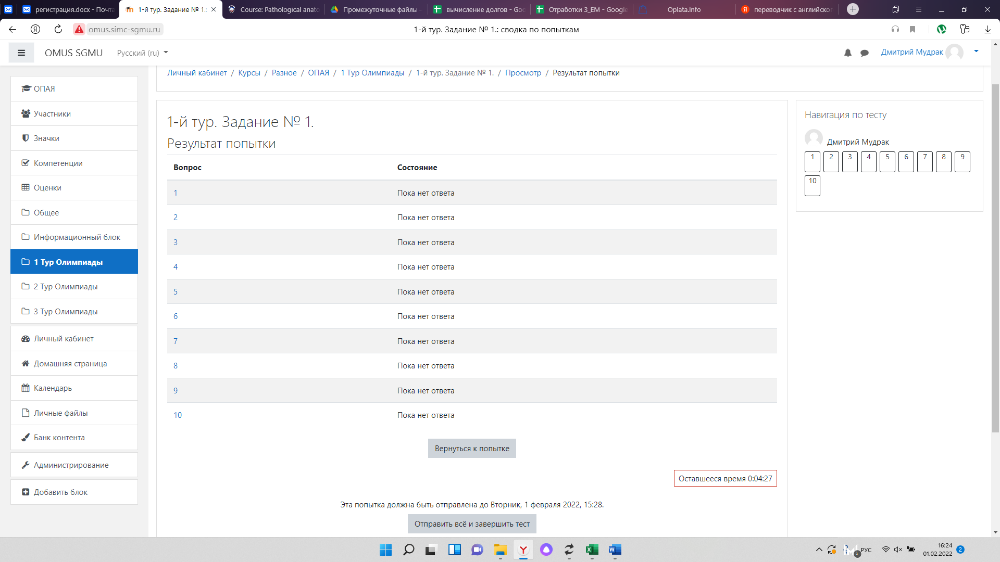 регистрация.docx - Почта
1-й тур. Задание № 1.:
Course: Pathological anato
Промежуточные файлы –
вычисление долгов - Goo
Отработки 3_ЕМ - Google
Oplata.Info
переводчик с английског
omus.simc-sgmu.ru
1-й тур. Задание № 1.: сводка по попыткам
OMUS SGMU
Русский (ru)
Дмитрий Мудрак
Личный кабинет / Курсы / Разное / ОПАЯ / 1 Тур Олимпиады / 1-й тур. Задание № 1. / Просмотр / Результат попытки
ОПАЯ
Участники
Значки
Компетенции
Оценки
Общее
Информационный блок
1 Тур Олимпиады
2 Тур Олимпиады
3 Тур Олимпиады
Личный кабинет
Домашняя страница
Календарь
Личные файлы
Банк контента
Администрирование
Добавить блок
1-й тур. Задание № 1.
Результат попытки
Вопрос Состояние
1 Пока нет ответа
2 Пока нет ответа
3 Пока нет ответа
4 Пока нет ответа
5 Пока нет ответа
6 Пока нет ответа
7 Пока нет ответа
8 Пока нет ответа
9 Пока нет ответа
10 Пока нет ответа
Вернуться к попытке
Оставшееся время 0:04:27
Эта попытка должна быть отправлена до Вторник, 1 февраля 2022, 15:28.
Отправить всё и завершить тест
Навигация по тесту
Дмитрий Мудрак
1 2 3 4 5 6 7 8 9
10
РУС
16:24
01.02.2022
2